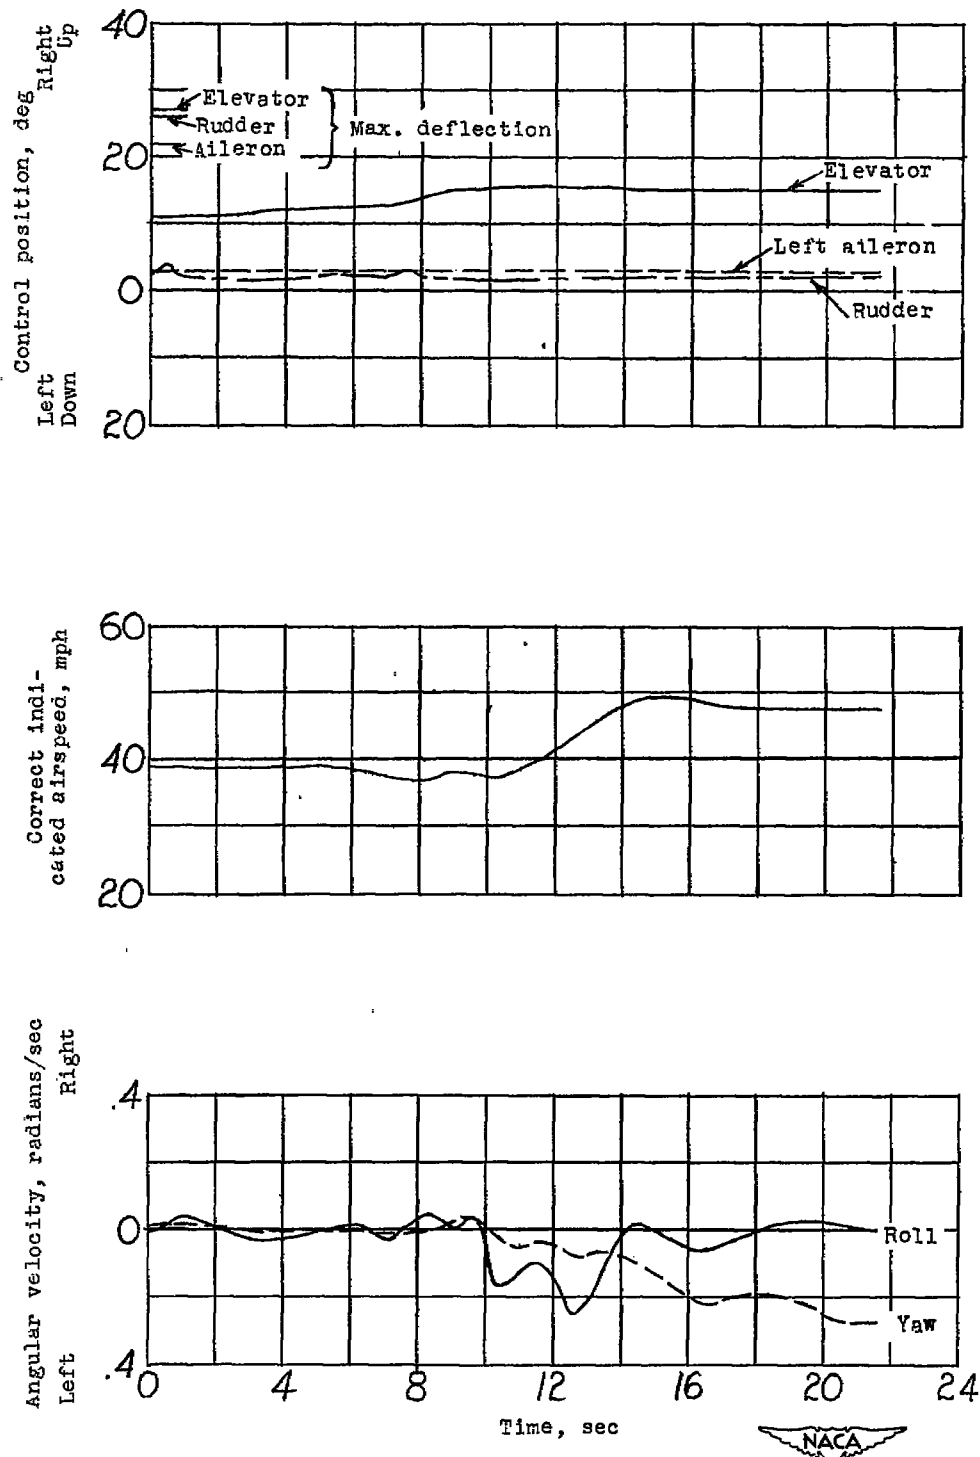 Control position, deg
Right
Up
Left
Down
40
20
0
20
Elevator
Rudder
Aileron
Max. deflection
Elevator
Left aileron
Rudder
Correct indi-
cated airspeed, mph
60
40
20
Angular velocity, radians/sec
Right
Left
.4
0
.4
Roll
Yaw
0 4 8 12 16 20 24
Time, sec
NACA